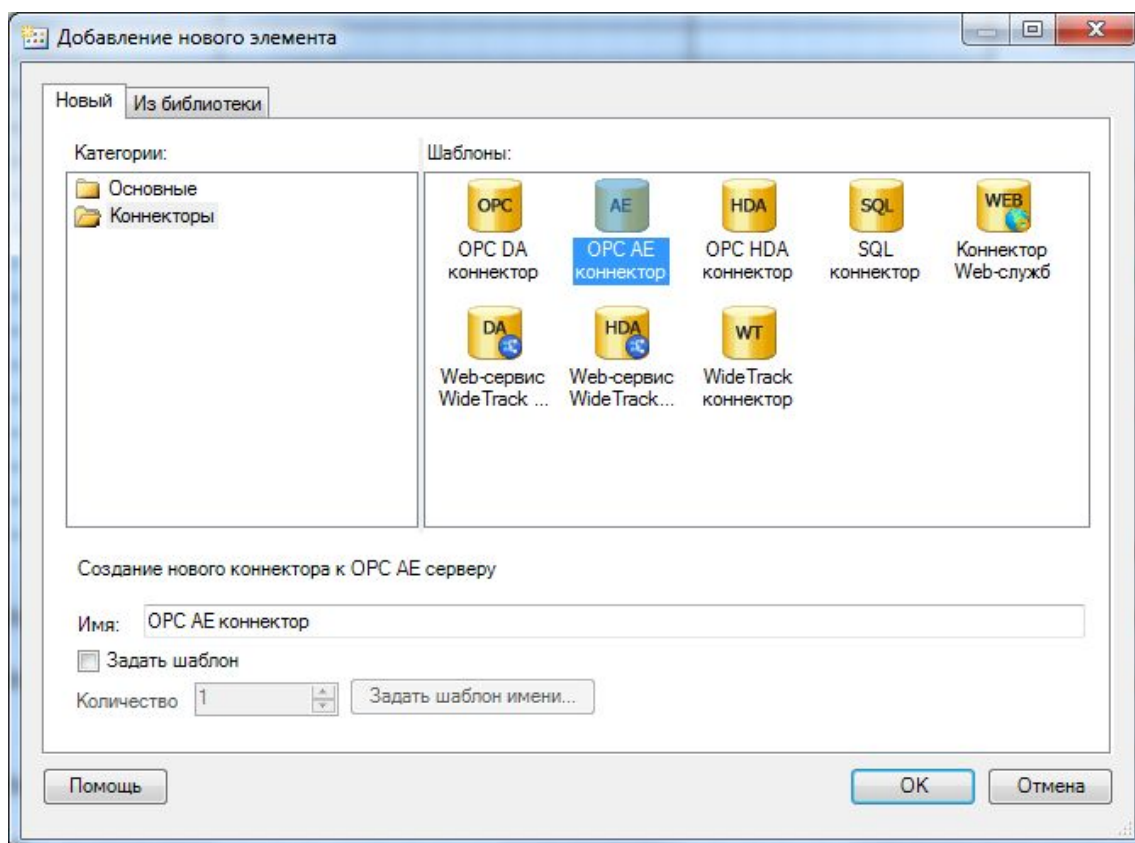 Добавление нового элемента
Новый
Из библиотеки
Категории:
Шаблоны:
Основные
Коннекторы
OPC
AE
HDA
SQL
WEB
OPC DA
коннектор
OPC AE
коннектор
OPC HDA
коннектор
SQL
коннектор
Коннектор
Web-служб
DA
HDA
WT
Web-сервис
WideTrack ...
Web-сервис
WideTrack...
WideTrack
коннектор
Создание нового коннектора к OPC AE серверу
Имя: OPC AE коннектор
Задать шаблон
Количество 1 Задать шаблон имени...
Помощь
OK
Отмена